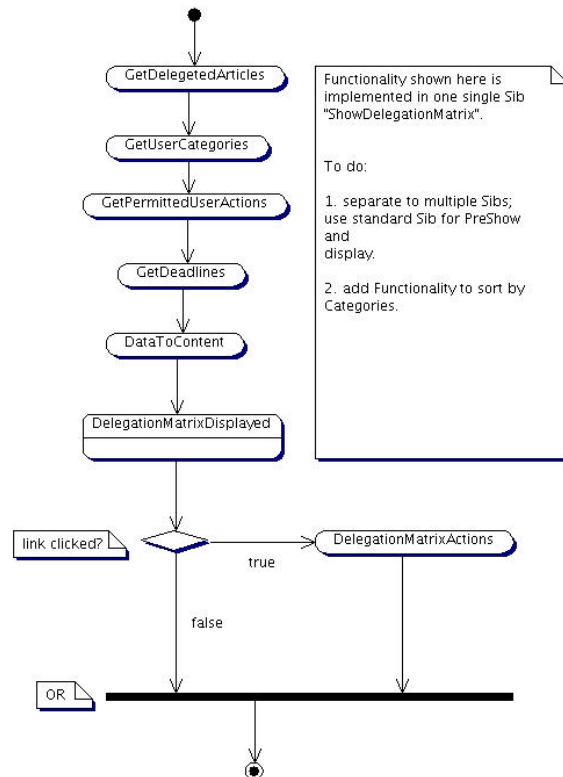 GetDelegetedArticles
GetUserCategories
GetPermittedUserActions
GetDeadlines
DataToContent
DelegationMatrixDisplayed
Functionality shown here is
implemented in one single Sib
"ShowDelegationMatrix".
To do:
1. separate to multiple Sibs;
use standard Sib for PreShow
and
display.
2. add Functionality to sort by
Categories.
link clicked?
true
DelegationMatrixActions
false
OR